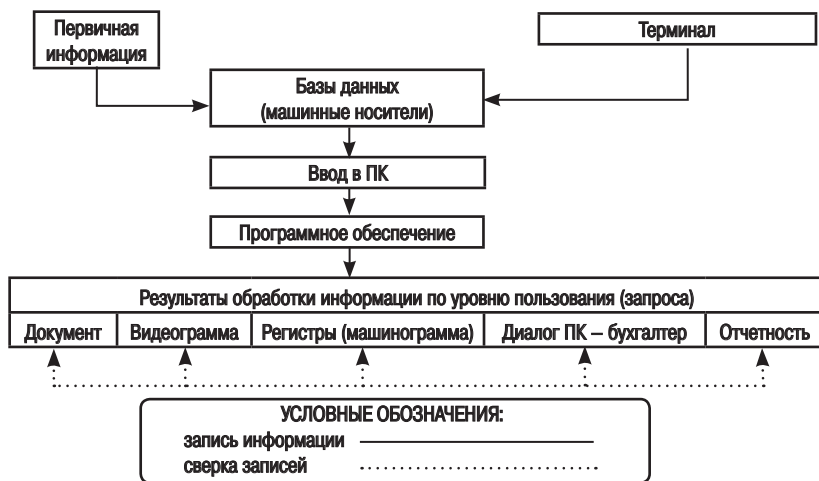 Первичная
информация
Терминал
Базы данных
(машинные носители)
Ввод в ПК
Программное обеспечение
Результаты обработки информации по уровню пользования (запроса)
Документ
Видеограмма
Регистры (машинограмма)
Диалог ПК – бухгалтер
Отчетность
УСЛОВНЫЕ ОБОЗНАЧЕНИЯ:
запись информации
сверка записей